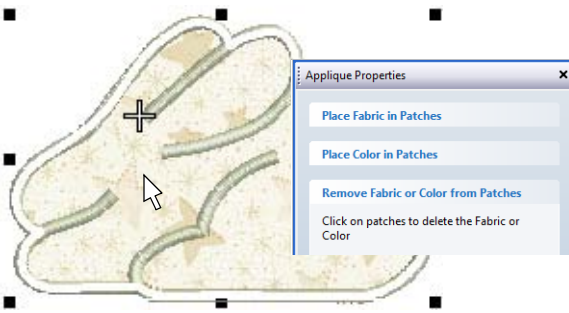 Applique Properties
Place Fabric in Patches
Place Color in Patches
Remove Fabric or Color from Patches
Click on patches to delete the Fabric or
Color